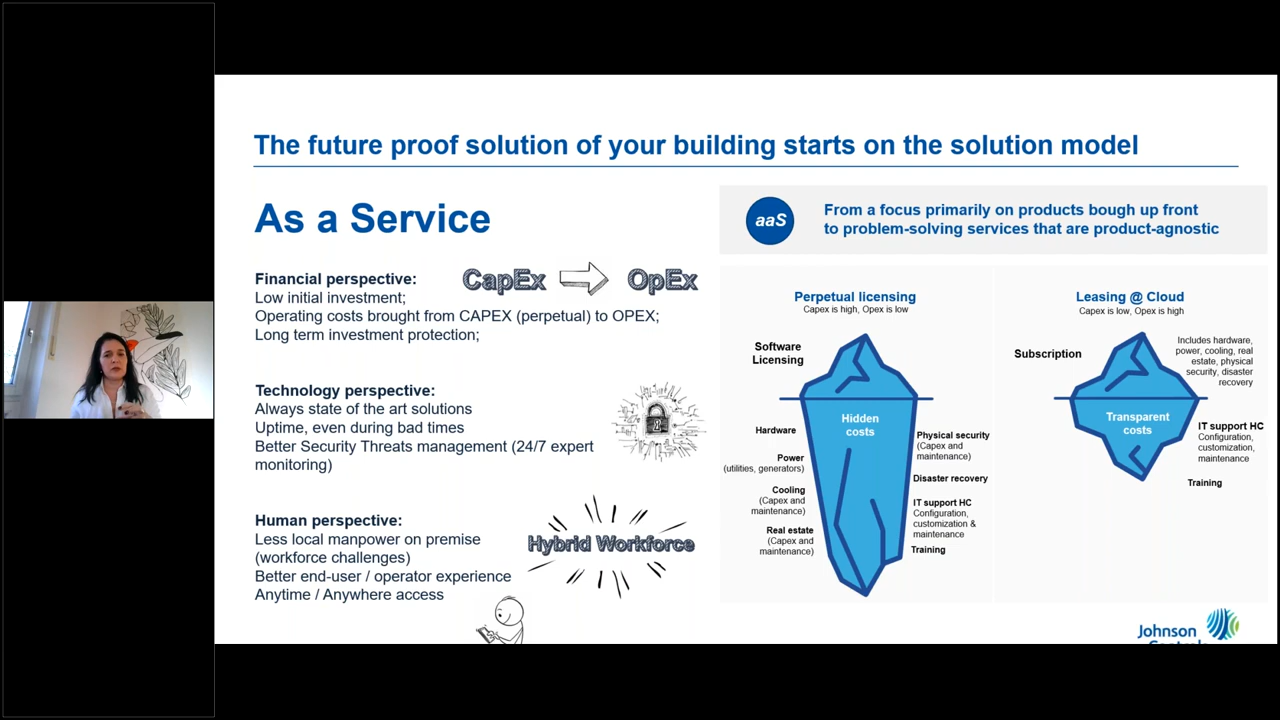 The future proof solution of your building starts on the solution model
As a Service
Financial perspective:
CapEx
OpEx
Low initial investment;
Operating costs brought from CAPEX (perpetual) to OPEX;
Long term investment protection;
Technology perspective:
Always state of the art solutions
Uptime, even during bad times
Better Security Threats management (24/7 expert
monitoring)
Human perspective:
Less local manpower on premise
(workforce challenges)
Better end-user / operator experience
Anytime / Anywhere access
Hybrid Workforce
aaS
From a focus primarily on products bough up front
to problem-solving services that are product-agnostic
Perpetual licensing
Capex is high, Opex is low
Software
Licensing
Hidden
costs
Hardware
Power
(utilities, generators)
Cooling
(Capex and
maintenance)
Real estate
(Capex and
maintenance)
Physical security
(Capex and
maintenance)
Disaster recovery
IT support HC
Configuration,
customization &
maintenance
Training
Leasing @ Cloud
Capex is low, Opex is high
Subscription
Includes hardware,
power, cooling, real
estate, physical
security, disaster
recovery
Transparent
costs
IT support HC
Configuration,
customization,
maintenance
Training
Johnson
Controls